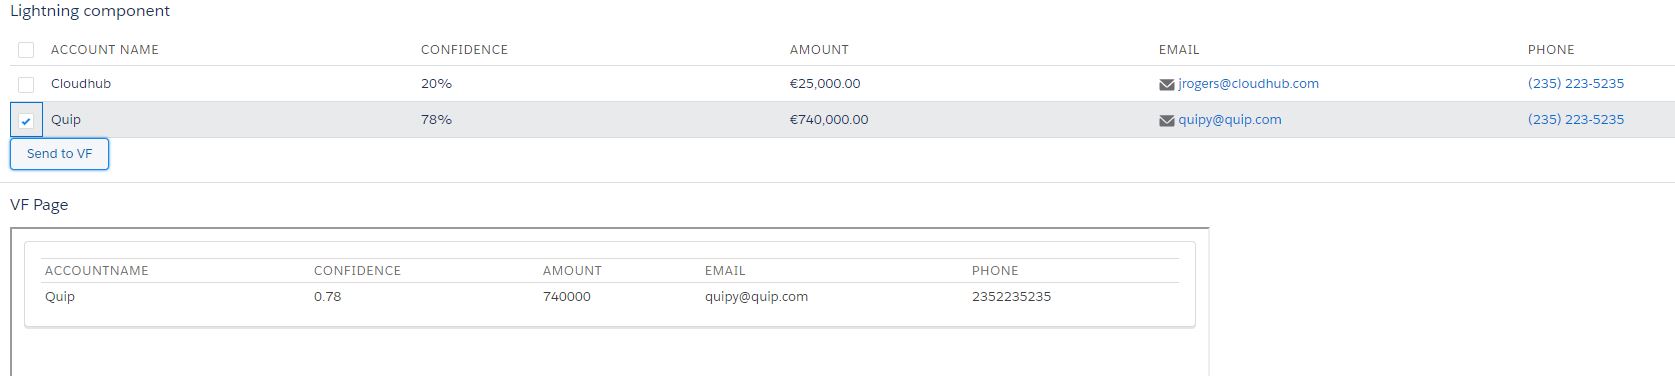 Lightning component
ACCOUNT NAME CONFIDENCE AMOUNT EMAIL PHONE
Cloudhub 20% €25,000.00 jrogers@cloudhub.com (235) 223-5235
Quip 78% €740,000.00 quipy@quip.com (235) 223-5235
Send to VF
VF Page
ACCOUNTNAME CONFIDENCE AMOUNT EMAIL PHONE
Quip 0.78 740000 quipy@quip.com 2352235235